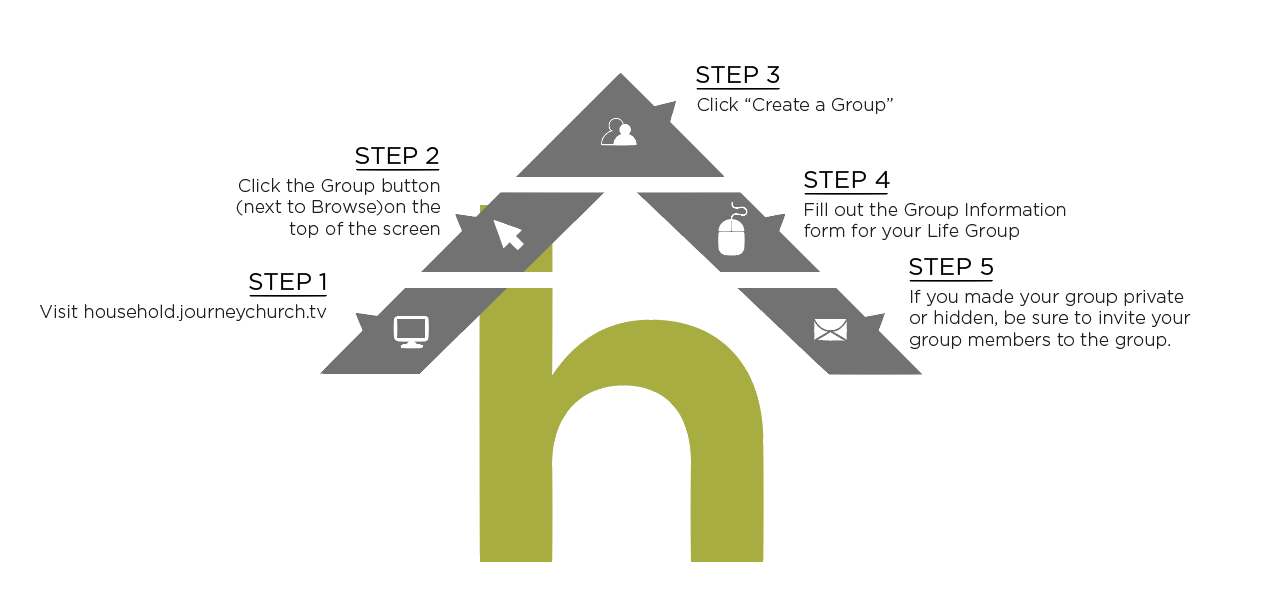 STEP 1
Visit household.journeychurch.tv
STEP 2
Click the Group button
(next to Browse)on the
top of the screen
STEP 3
Click “Create a Group”
STEP 4
Fill out the Group Information
form for your Life Group
STEP 5
If you made your group private
or hidden, be sure to invite your
group members to the group.
h